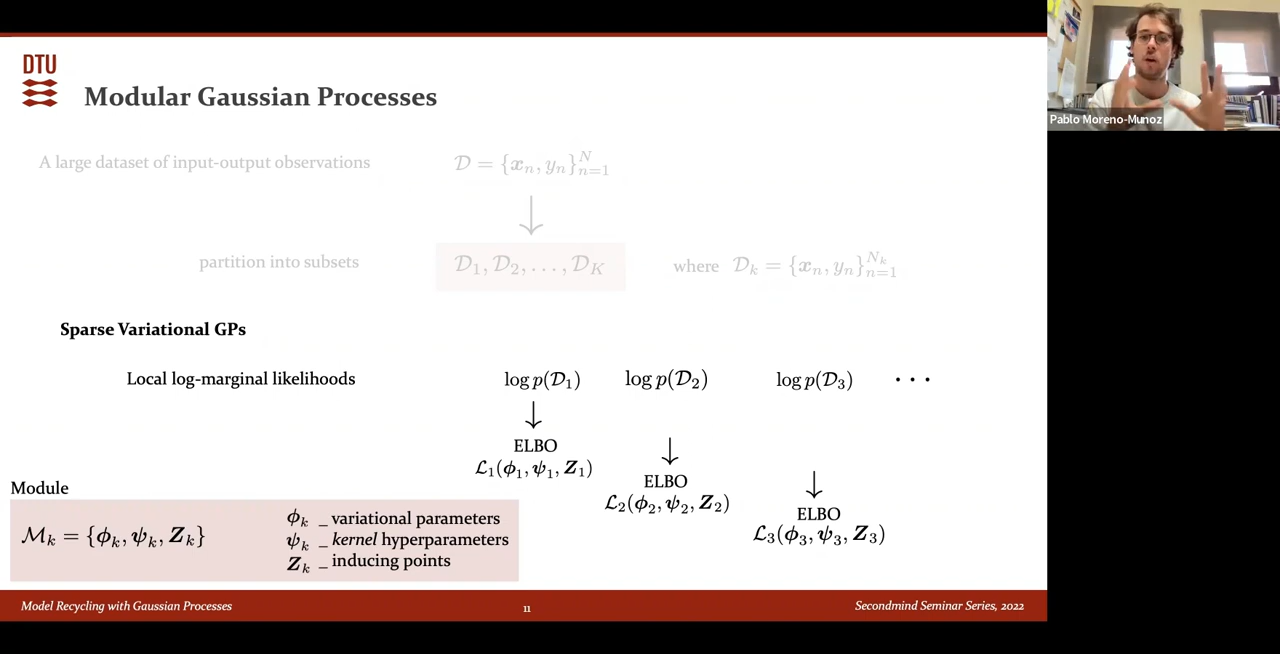 DTU
Modular Gaussian Processes
Pablo Moreno-Munoz
A large dataset of input-output observations 𝒟 = {𝒙ₙ, yₙ}ᴺₙ₌₁
partition into subsets 𝒟₁, 𝒟₂, . . . , 𝒟_K where 𝒟ₖ = {𝒙ₙ, yₙ}^{Nₖ}ₙ₌₁
Sparse Variational GPs
Local log-marginal likelihoods log p(𝒟₁) log p(𝒟₂) log p(𝒟₃) · · ·
ELBO
ℒ₁(ϕ₁, ψ₁, Z₁)
ELBO
ℒ₂(ϕ₂, ψ₂, Z₂)
ELBO
ℒ₃(ϕ₃, ψ₃, Z₃)
Module
ℳₖ = {ϕₖ, ψₖ, Zₖ}
ϕₖ _ variational parameters
ψₖ _ kernel hyperparameters
Zₖ _ inducing points
Model Recycling with Gaussian Processes
11
Secondmind Seminar Series, 2022